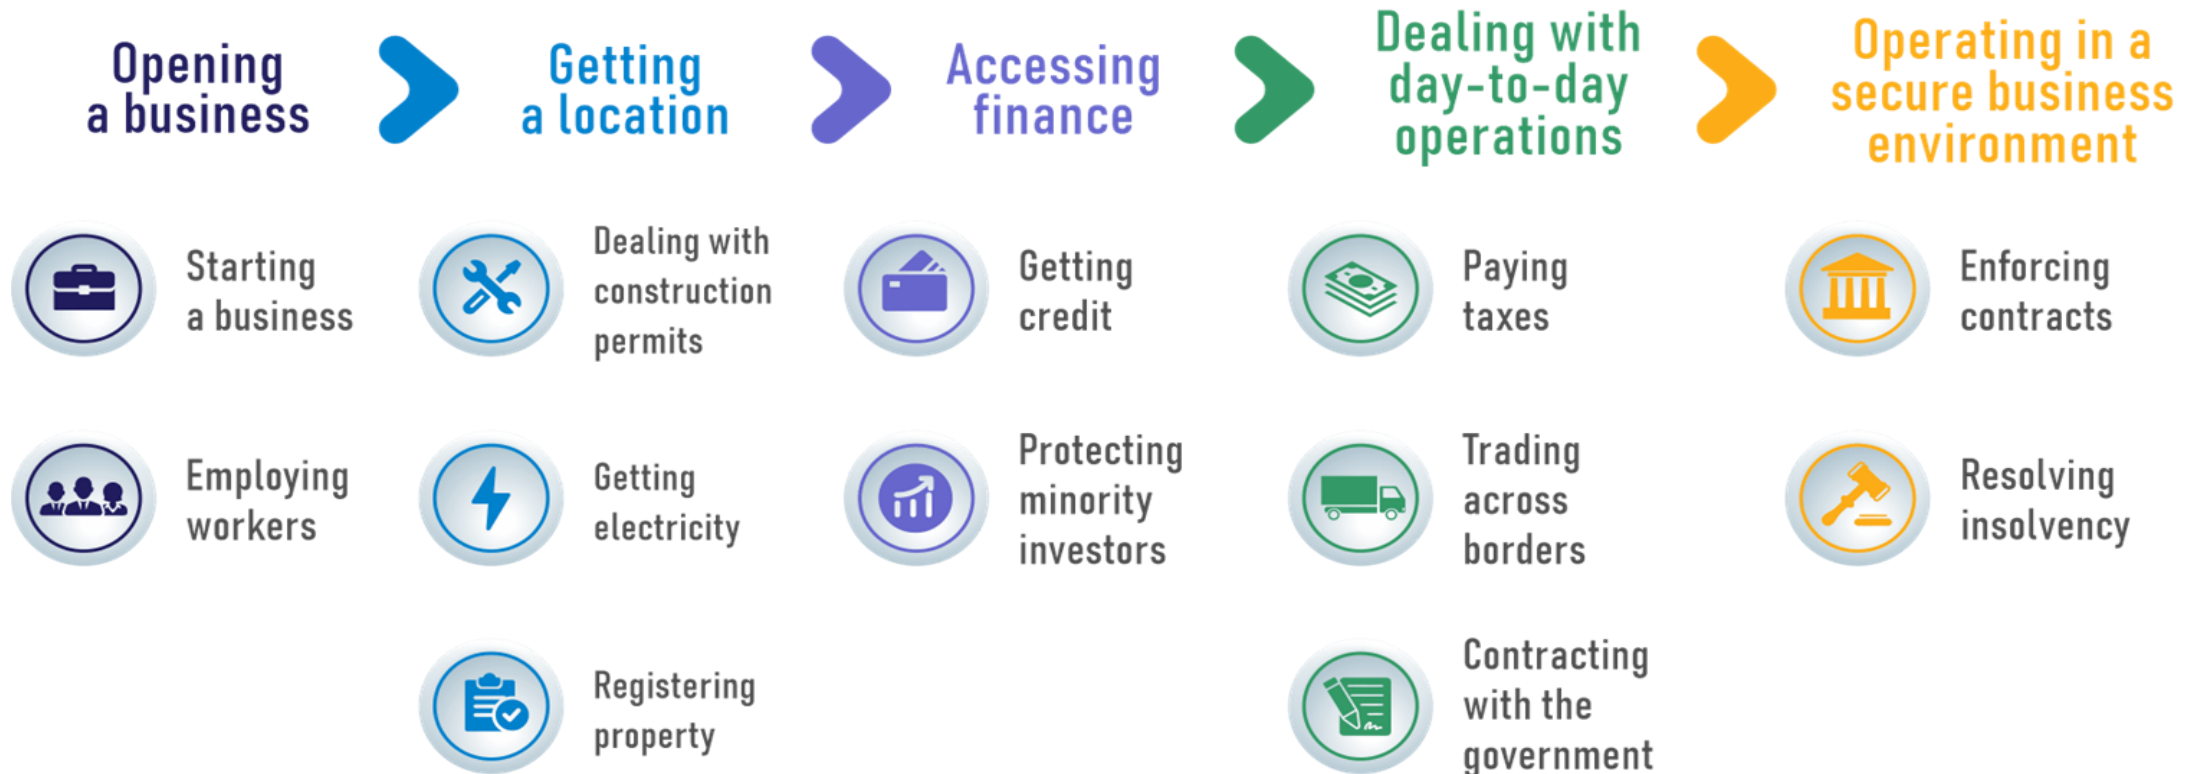 Opening
a business
Getting
a location
Accessing
finance
Dealing with
day-to-day
operations
Operating in a
secure business
environment
Starting
a business
Employing
workers
Dealing with
construction
permits
Getting
electricity
Registering
property
Getting
credit
Protecting
minority
investors
Paying
taxes
Trading
across
borders
Contracting
with the
government
Enforcing
contracts
Resolving
insolvency